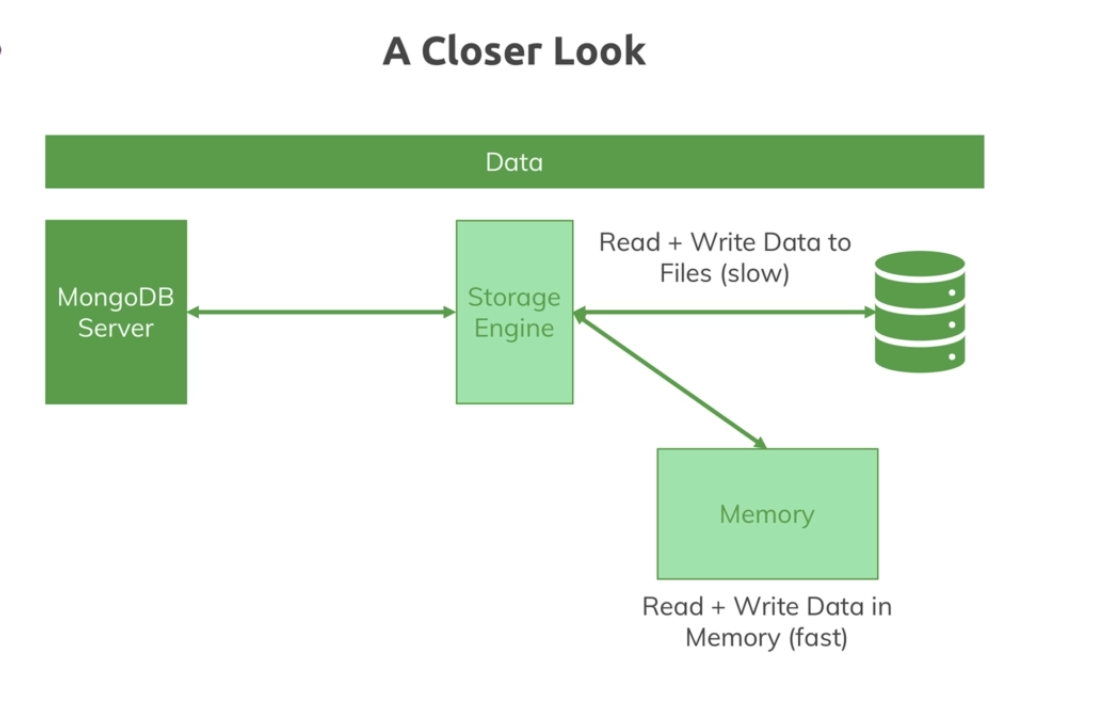 A Closer Look
Data
MongoDB
Server
Storage
Engine
Read + Write Data to
Files (slow)
Memory
Read + Write Data in
Memory (fast)